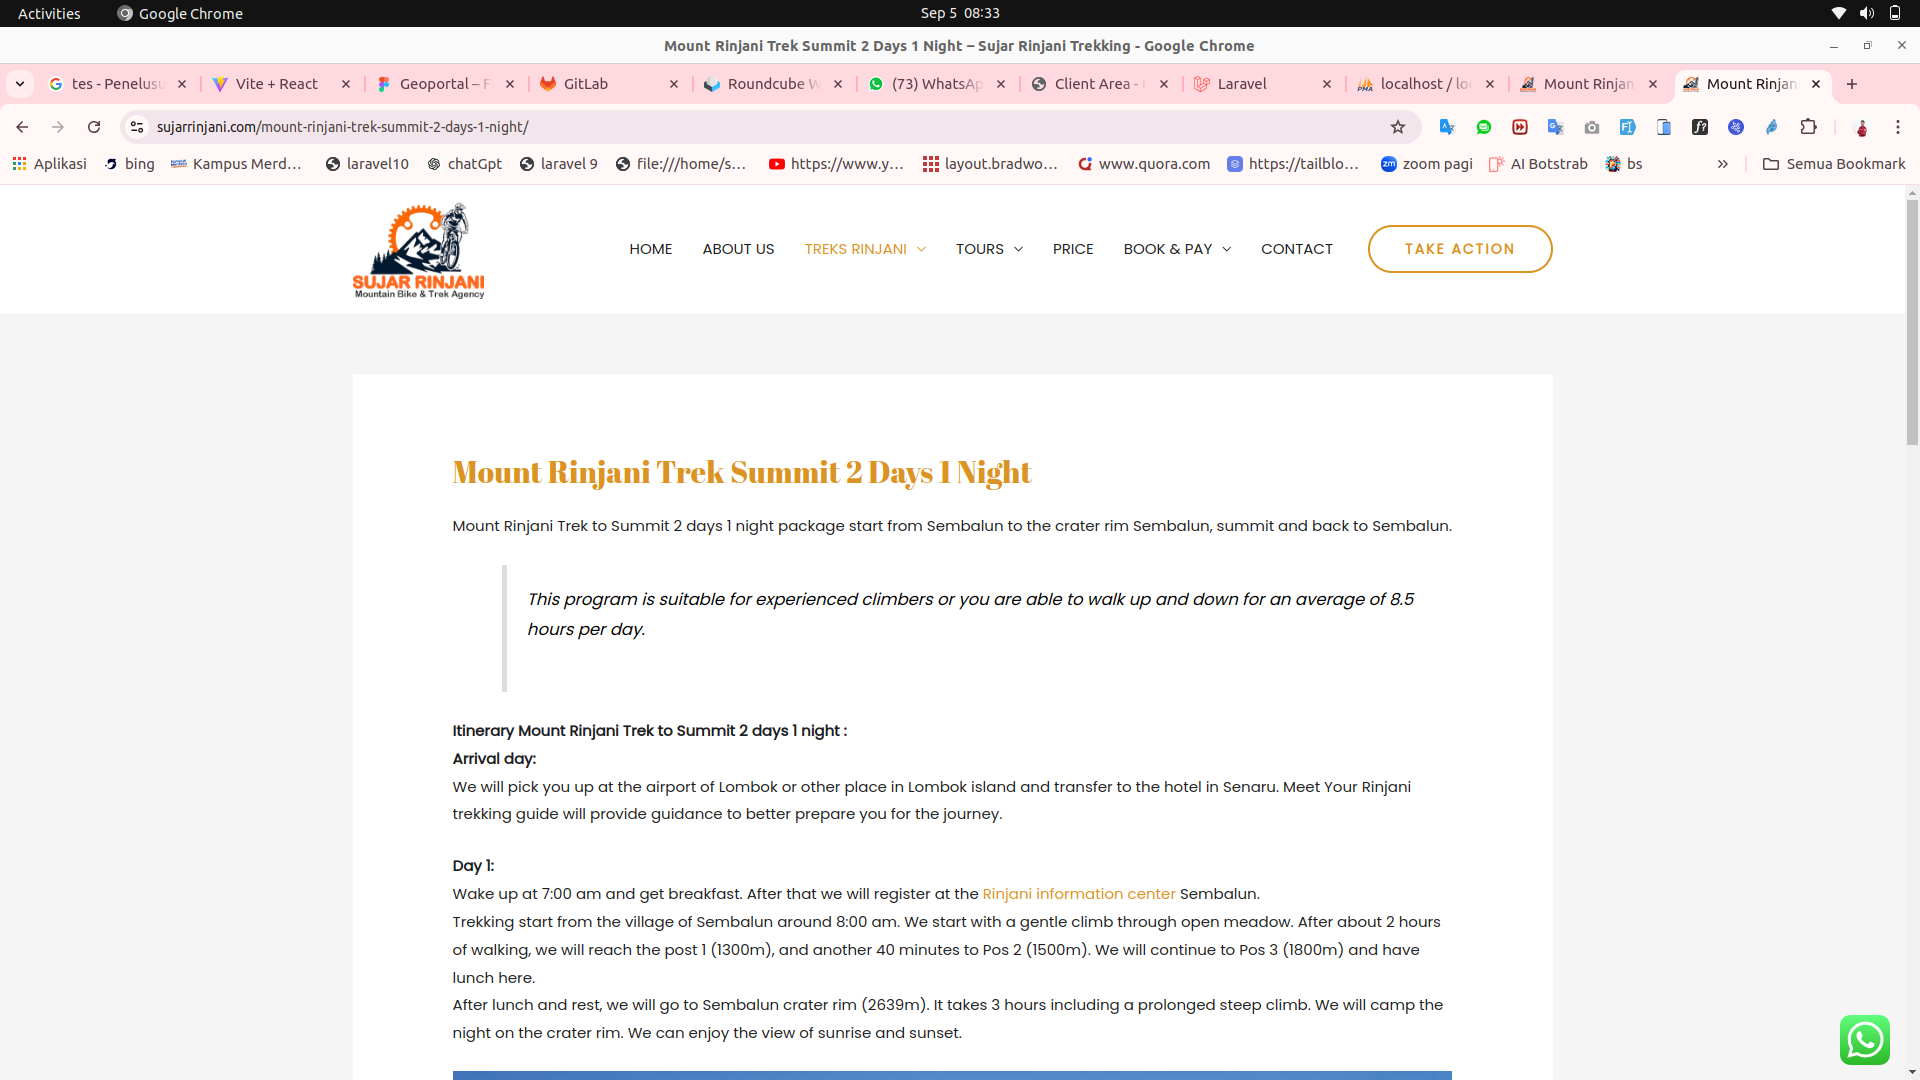 Activities
Google Chrome
Sep 5 08:33
Mount Rinjani Trek Summit 2 Days 1 Night – Sujar Rinjani Trekking - Google Chrome
tes - Penelusu
Vite + React
Geoportal – F
GitLab
Roundcube W
(73) WhatsAp
Client Area -
Laravel
localhost / loc
Mount Rinjan
Mount Rinjan
sujarrinjani.com/mount-rinjani-trek-summit-2-days-1-night/
Aplikasi
bing
Kampus Merd...
laravel10
chatGpt
laravel 9
file:///home/s...
https://www.y...
layout.bradwo...
www.quora.com
https://tailblo...
zoom pagi
AI Botstrab
bs
Semua Bookmark
SUJAR RINJANI
Mountain Bike & Trek Agency
HOME
ABOUT US
TREKS RINJANI
TOURS
PRICE
BOOK & PAY
CONTACT
TAKE ACTION
Mount Rinjani Trek Summit 2 Days 1 Night
Mount Rinjani Trek to Summit 2 days 1 night package start from Sembalun to the crater rim Sembalun, summit and back to Sembalun.
This program is suitable for experienced climbers or you are able to walk up and down for an average of 8.5
hours per day.
Itinerary Mount Rinjani Trek to Summit 2 days 1 night :
Arrival day:
We will pick you up at the airport of Lombok or other place in Lombok island and transfer to the hotel in Senaru. Meet Your Rinjani
trekking guide will provide guidance to better prepare you for the journey.
Day 1:
Wake up at 7:00 am and get breakfast. After that we will register at the Rinjani information center Sembalun.
Trekking start from the village of Sembalun around 8:00 am. We start with a gentle climb through open meadow. After about 2 hours
of walking, we will reach the post 1 (1300m), and another 40 minutes to Pos 2 (1500m). We will continue to Pos 3 (1800m) and have
lunch here.
After lunch and rest, we will go to Sembalun crater rim (2639m). It takes 3 hours including a prolonged steep climb. We will camp the
night on the crater rim. We can enjoy the view of sunrise and sunset.